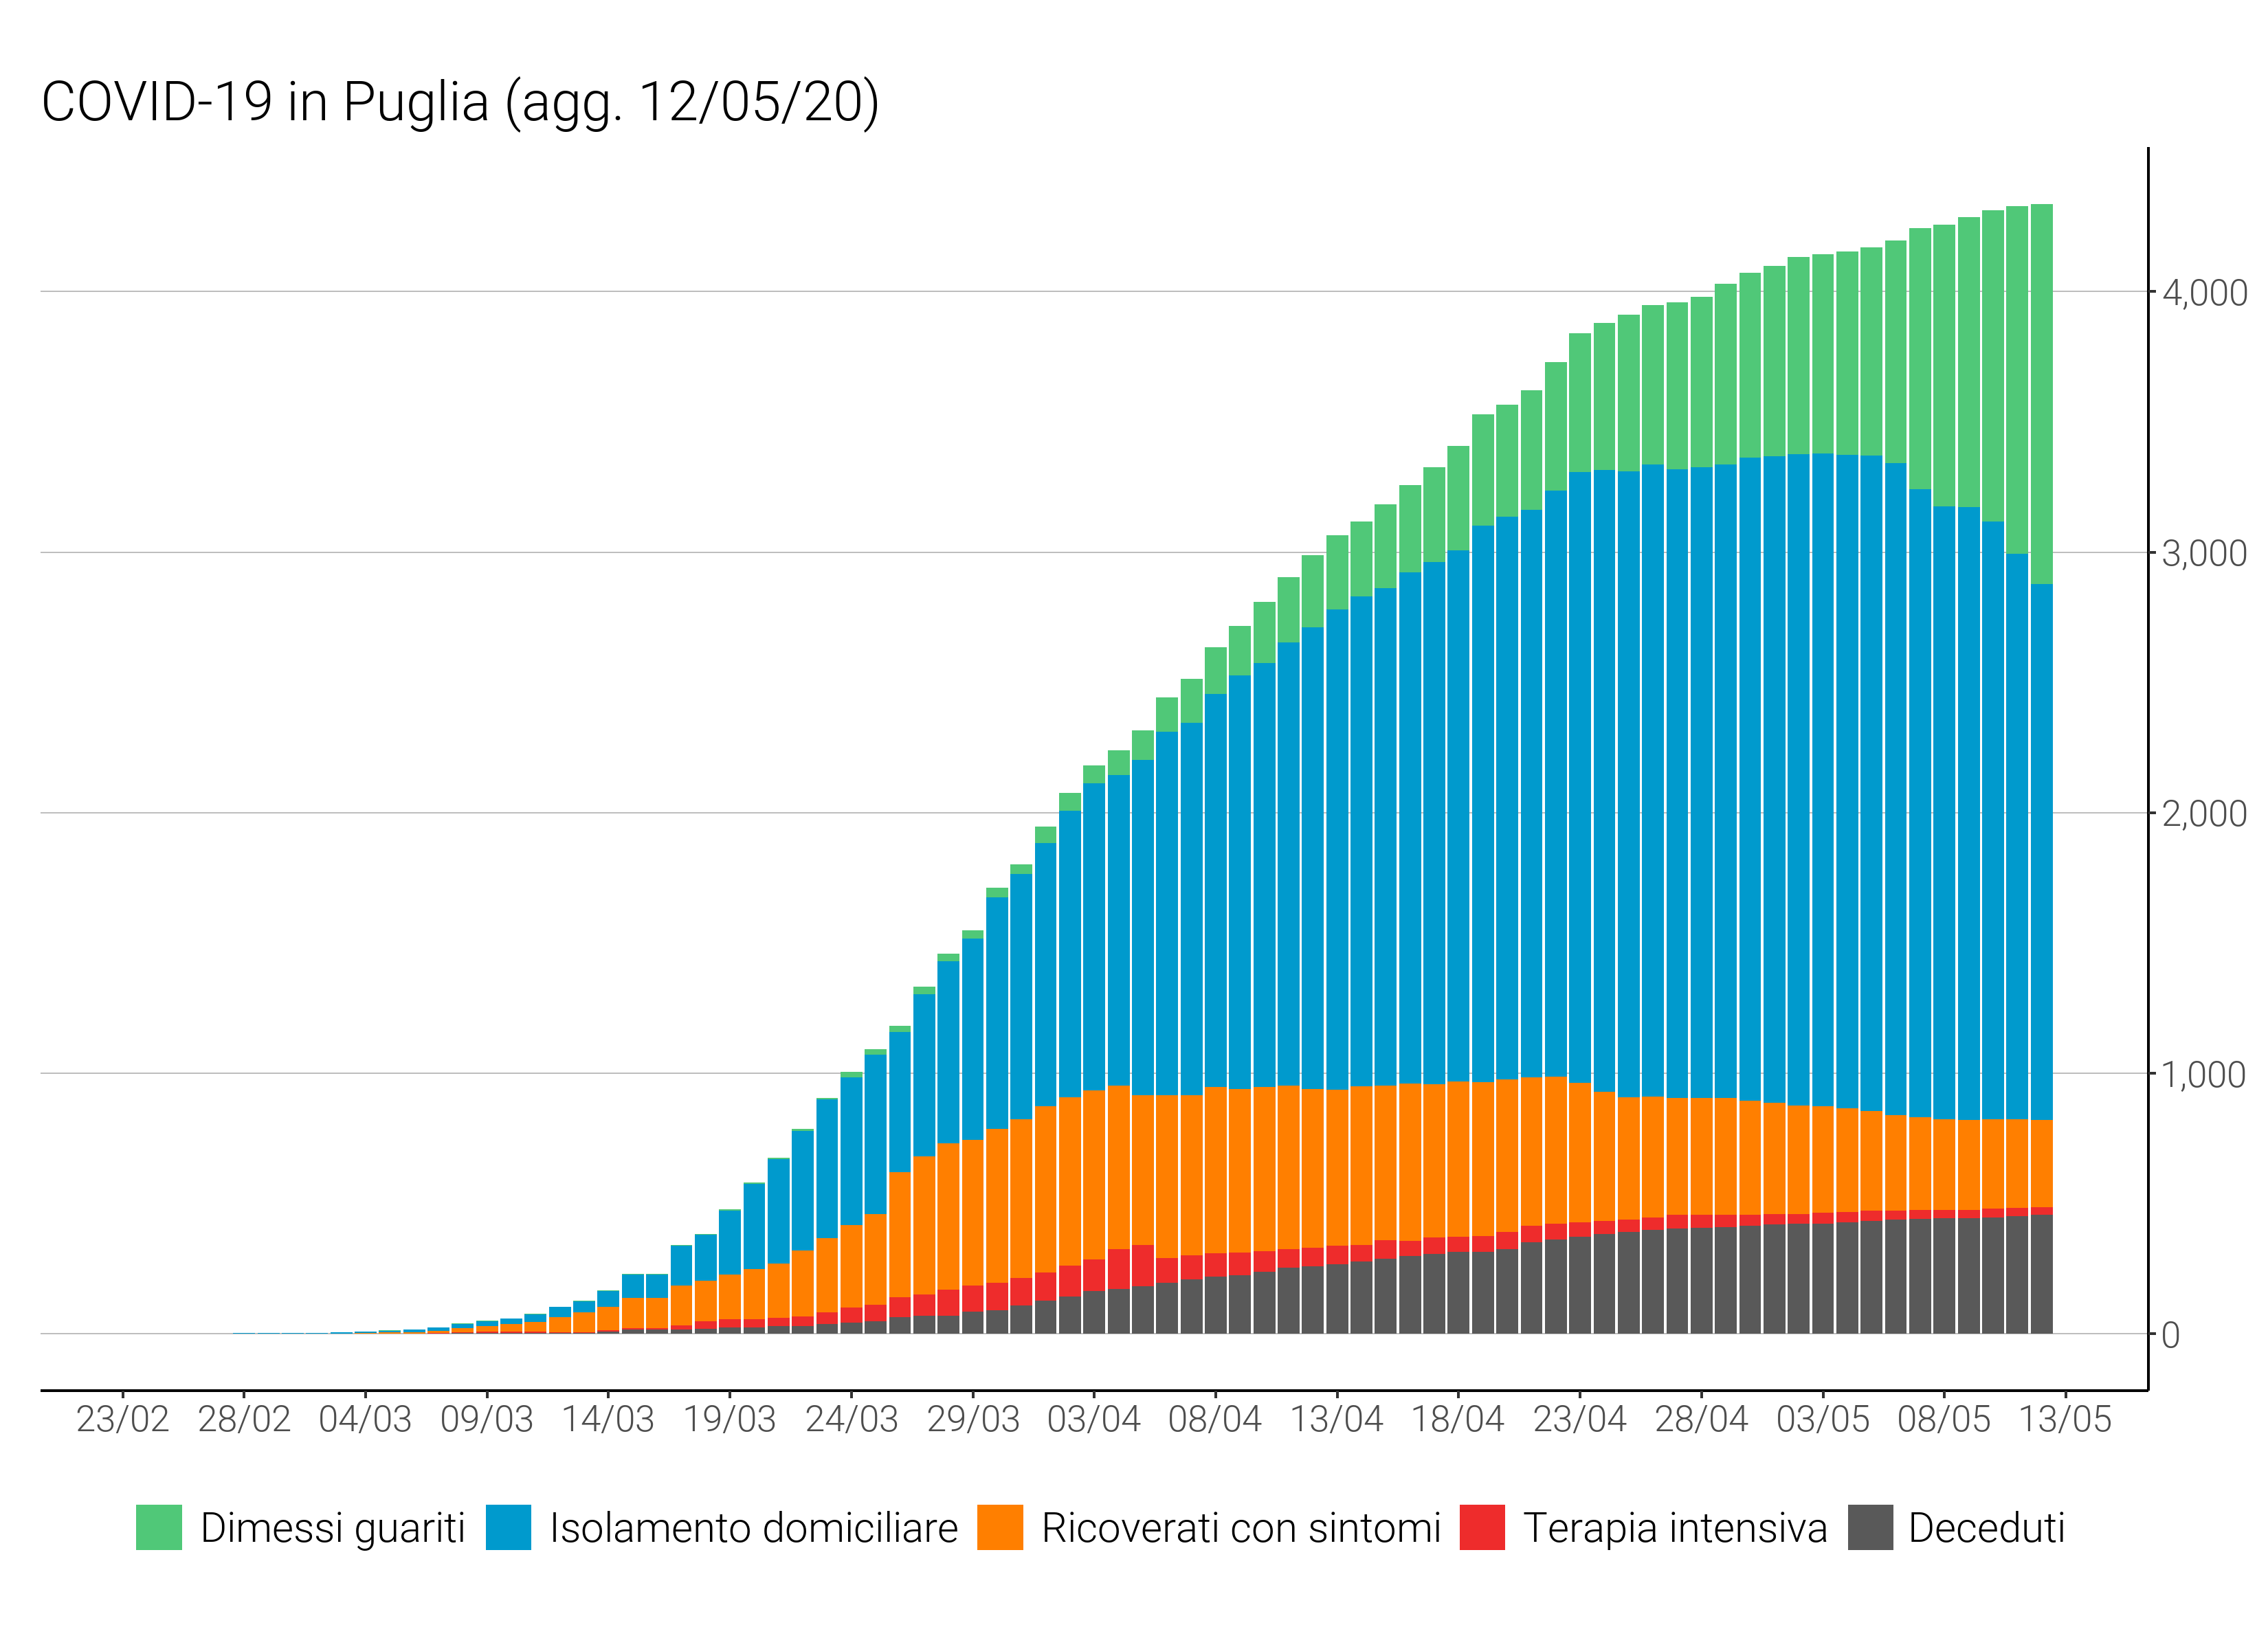 COVID-19 in Puglia (agg. 12/05/20)
4,000
3,000
2,000
1,000
0
23/02 28/02 04/03 09/03 14/03 19/03 24/03 29/03 03/04 08/04 13/04 18/04 23/04 28/04 03/05 08/05 13/05
Dimessi guariti Isolamento domiciliare Ricoverati con sintomi Terapia intensiva Deceduti